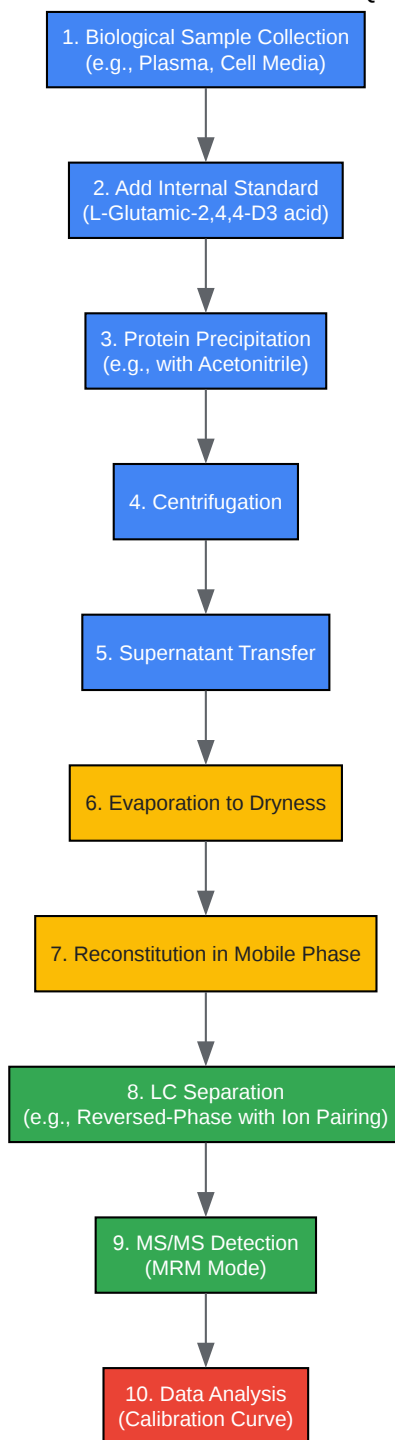 1. Biological Sample Collection
(e.g., Plasma, Cell Media)
2. Add Internal Standard
(L-Glutamic-2,4,4-D3 acid)
3. Protein Precipitation
(e.g., with Acetonitrile)
4. Centrifugation
5. Supernatant Transfer
6. Evaporation to Dryness
7. Reconstitution in Mobile Phase
8. LC Separation
(e.g., Reversed-Phase with Ion Pairing)
9. MS/MS Detection
(MRM Mode)
10. Data Analysis
(Calibration Curve)